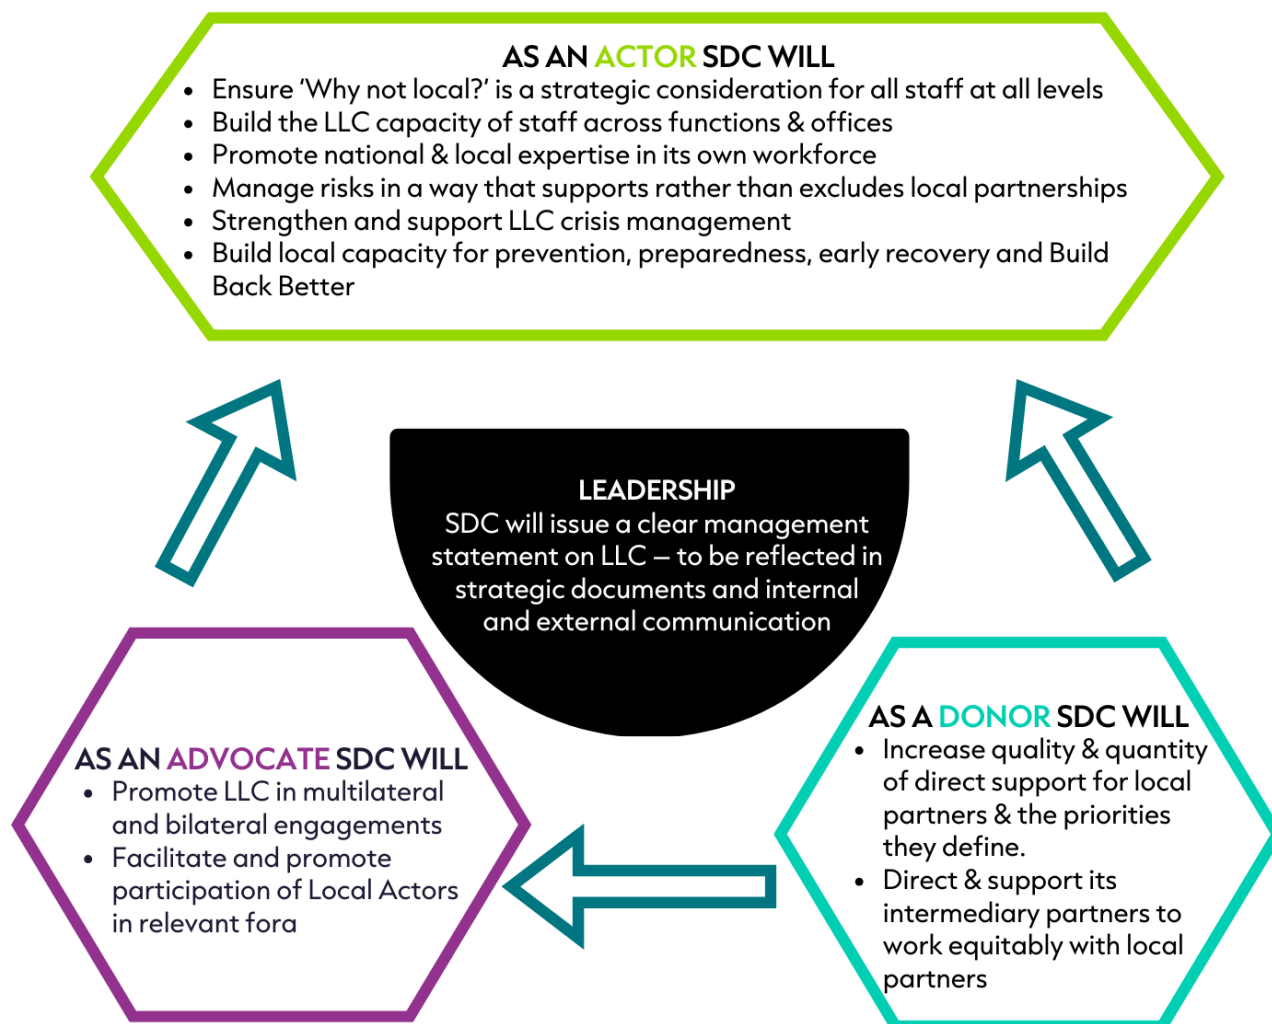 AS AN ACTOR SDC WILL
• Ensure ‘Why not local?’ is a strategic consideration for all staff at all levels
• Build the LLC capacity of staff across functions & offices
• Promote national & local expertise in its own workforce
• Manage risks in a way that supports rather than excludes local partnerships
• Strengthen and support LLC crisis management
• Build local capacity for prevention, preparedness, early recovery and Build
Back Better
LEADERSHIP
SDC will issue a clear management
statement on LLC – to be reflected in
strategic documents and internal
and external communication
AS AN ADVOCATE SDC WILL
• Promote LLC in multilateral
and bilateral engagements
• Facilitate and promote
participation of Local Actors
in relevant fora
AS A DONOR SDC WILL
• Increase quality & quantity
of direct support for local
partners & the priorities
they define.
• Direct & support its
intermediary partners to
work equitably with local
partners